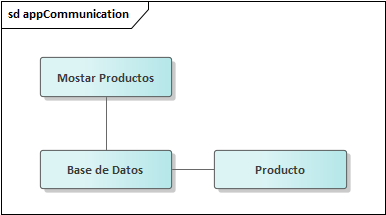 sd appCommunication
Mostar Productos
Base de Datos
Producto